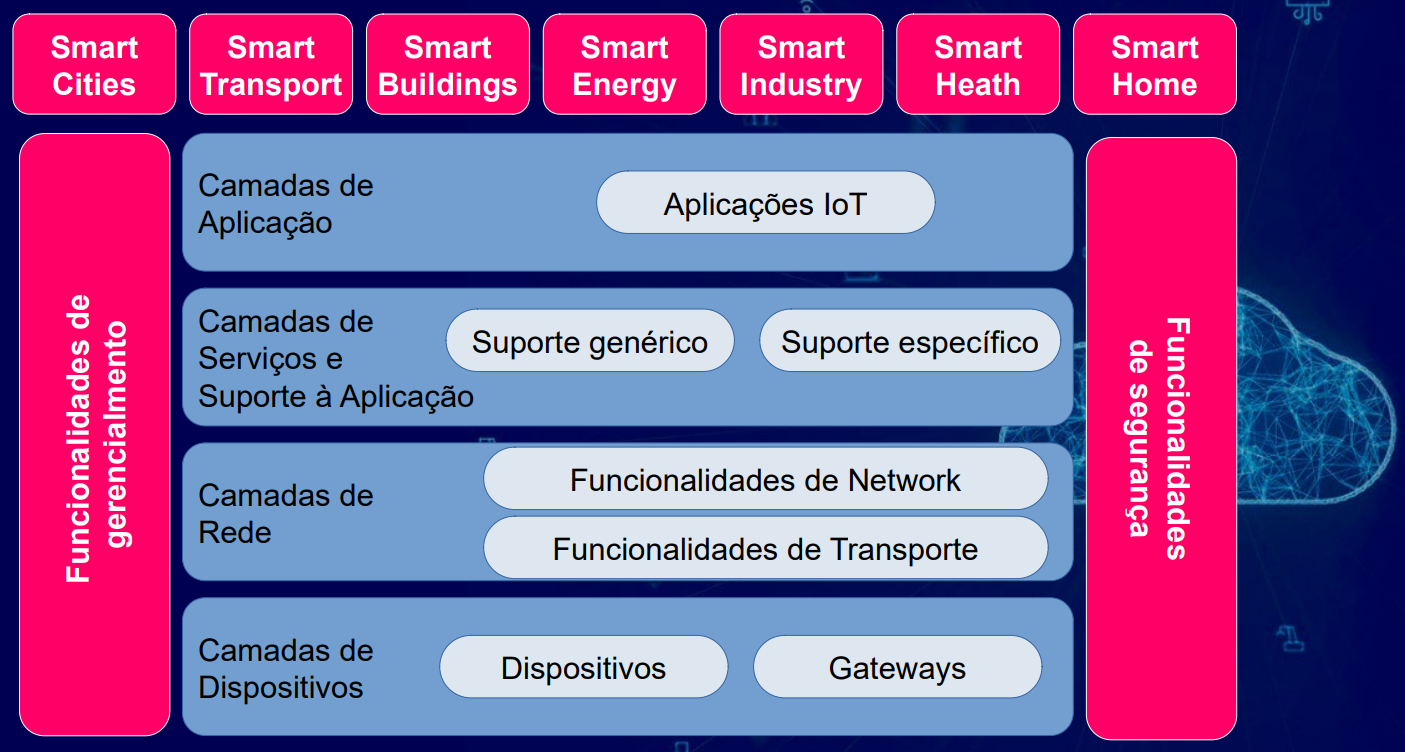 Smart
Cities
Smart
Transport
Smart
Buildings
Smart
Energy
Smart
Industry
Smart
Heath
Smart
Home
Funcionalidades de
gerencialmento
Camadas de
Aplicação
Aplicações IoT
Camadas de
Serviços e
Suporte à Aplicação
Suporte genérico
Suporte específico
Camadas de
Rede
Funcionalidades de Network
Funcionalidades de Transporte
Camadas de
Dispositivos
Dispositivos
Gateways
Funcionalidades
de segurança